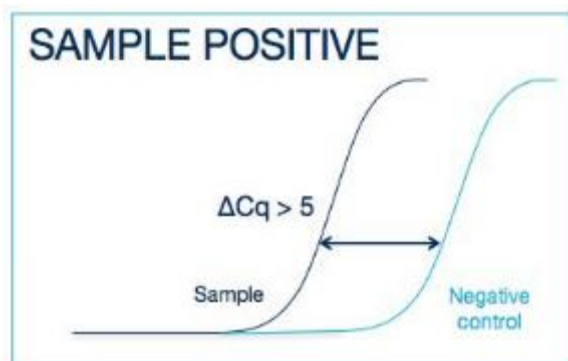 SAMPLE POSITIVE
ΔCq > 5
Sample
Negative
control